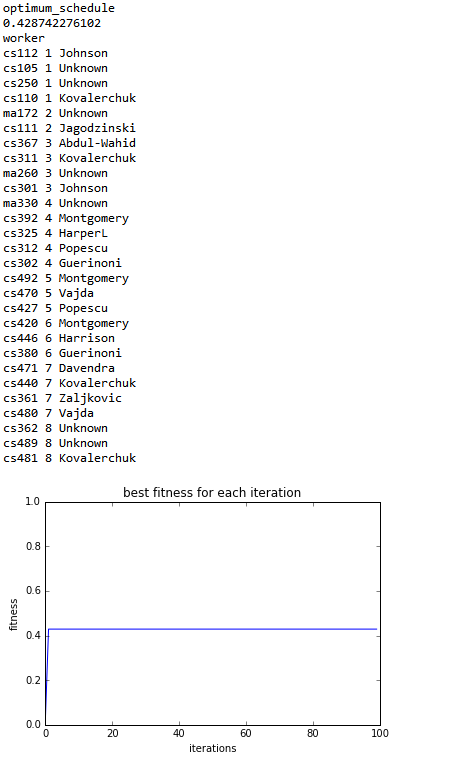 optimum_schedule
0.428742276102
worker
cs112 1 Johnson
cs105 1 Unknown
cs250 1 Unknown
cs110 1 Kovalerchuk
ma172 2 Unknown
cs111 2 Jagodzinski
cs367 3 Abdul-Wahid
cs311 3 Kovalerchuk
ma260 3 Unknown
cs301 3 Johnson
ma330 4 Unknown
cs392 4 Montgomery
cs325 4 HarperL
cs312 4 Popescu
cs302 4 Guerinoni
cs492 5 Montgomery
cs470 5 Vajda
cs427 5 Popescu
cs420 6 Montgomery
cs446 6 Harrison
cs380 6 Guerinoni
cs471 7 Davendra
cs440 7 Kovalerchuk
cs361 7 Zaljkovic
cs480 7 Vajda
cs362 8 Unknown
cs489 8 Unknown
cs481 8 Kovalerchuk
best fitness for each iteration
1.0
0.8
0.6
0.4
0.2
0.0
fitness
0 20 40 60 80 100
iterations